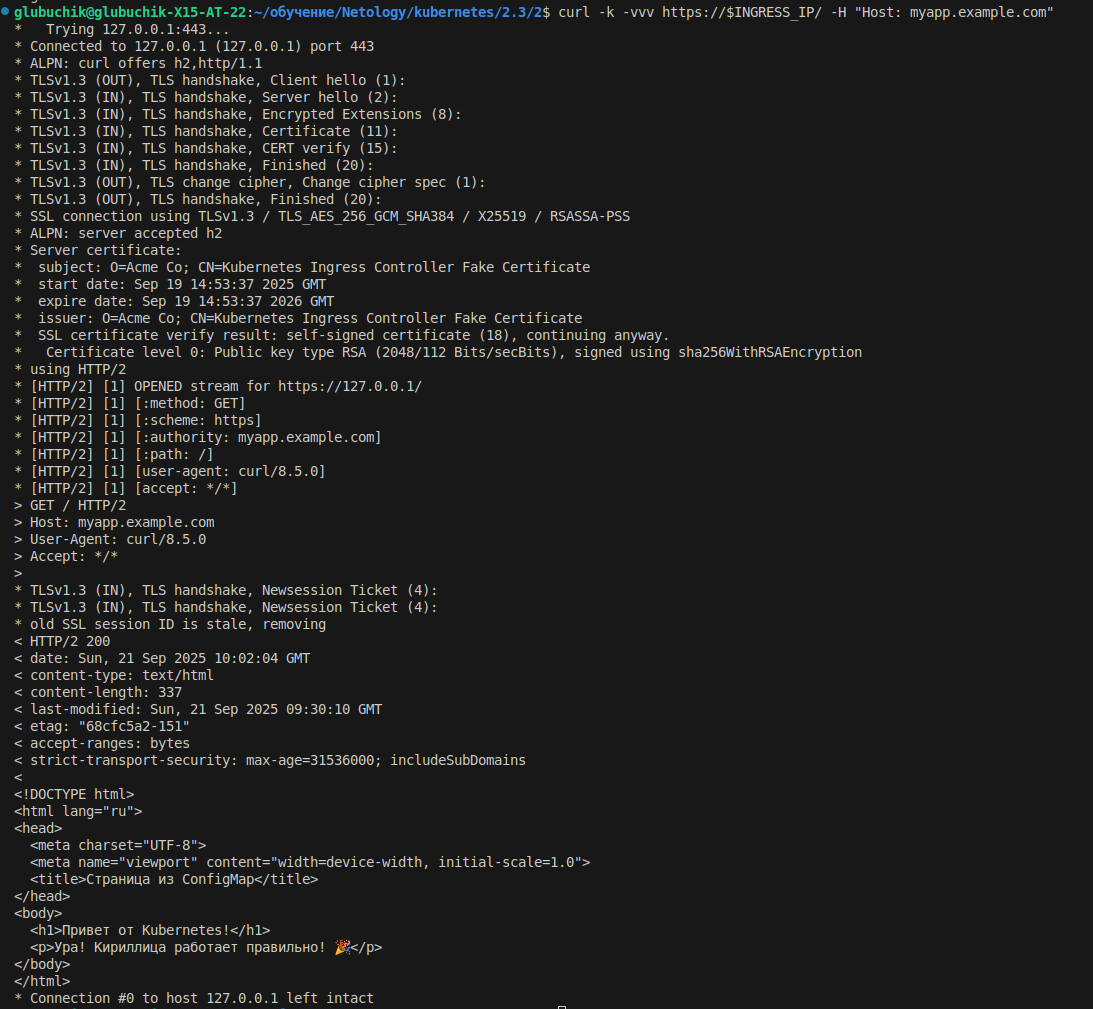 glubuchik@glubuchik-X15-AT-22:~/обучение/Netology/kubernetes/2.3/2$ curl -k -vvv https://$INGRESS_IP/ -H "Host: myapp.example.com"
*   Trying 127.0.0.1:443...
* Connected to 127.0.0.1 (127.0.0.1) port 443
* ALPN: curl offers h2,http/1.1
* TLSv1.3 (OUT), TLS handshake, Client hello (1):
* TLSv1.3 (IN), TLS handshake, Server hello (2):
* TLSv1.3 (IN), TLS handshake, Encrypted Extensions (8):
* TLSv1.3 (IN), TLS handshake, Certificate (11):
* TLSv1.3 (IN), TLS handshake, CERT verify (15):
* TLSv1.3 (IN), TLS handshake, Finished (20):
* TLSv1.3 (OUT), TLS change cipher, Change cipher spec (1):
* TLSv1.3 (OUT), TLS handshake, Finished (20):
* SSL connection using TLSv1.3 / TLS_AES_256_GCM_SHA384 / X25519 / RSASSA-PSS
* ALPN: server accepted h2
* Server certificate:
*  subject: O=Acme Co; CN=Kubernetes Ingress Controller Fake Certificate
*  start date: Sep 19 14:53:37 2025 GMT
*  expire date: Sep 19 14:53:37 2026 GMT
*  issuer: O=Acme Co; CN=Kubernetes Ingress Controller Fake Certificate
*  SSL certificate verify result: self-signed certificate (18), continuing anyway.
*   Certificate level 0: Public key type RSA (2048/112 Bits/secBits), signed using sha256WithRSAEncryption
* using HTTP/2
* [HTTP/2] [1] OPENED stream for https://127.0.0.1/
* [HTTP/2] [1] [:method: GET]
* [HTTP/2] [1] [:scheme: https]
* [HTTP/2] [1] [:authority: myapp.example.com]
* [HTTP/2] [1] [:path: /]
* [HTTP/2] [1] [user-agent: curl/8.5.0]
* [HTTP/2] [1] [accept: */*]
> GET / HTTP/2
> Host: myapp.example.com
> User-Agent: curl/8.5.0
> Accept: */*
>
* TLSv1.3 (IN), TLS handshake, Newsession Ticket (4):
* TLSv1.3 (IN), TLS handshake, Newsession Ticket (4):
* old SSL session ID is stale, removing
< HTTP/2 200
< date: Sun, 21 Sep 2025 10:02:04 GMT
< content-type: text/html
< content-length: 337
< last-modified: Sun, 21 Sep 2025 09:30:10 GMT
< etag: "68cfc5a2-151"
< accept-ranges: bytes
< strict-transport-security: max-age=31536000; includeSubDomains
<
<!DOCTYPE html>
<html lang="ru">
<head>
  <meta charset="UTF-8">
  <meta name="viewport" content="width=device-width, initial-scale=1.0">
  <title>Страница из ConfigMap</title>
</head>
<body>
  <h1>Привет от Kubernetes!</h1>
  <p>Ура! Кириллица работает правильно! 🎉</p>
</body>
</html>
* Connection #0 to host 127.0.0.1 left intact